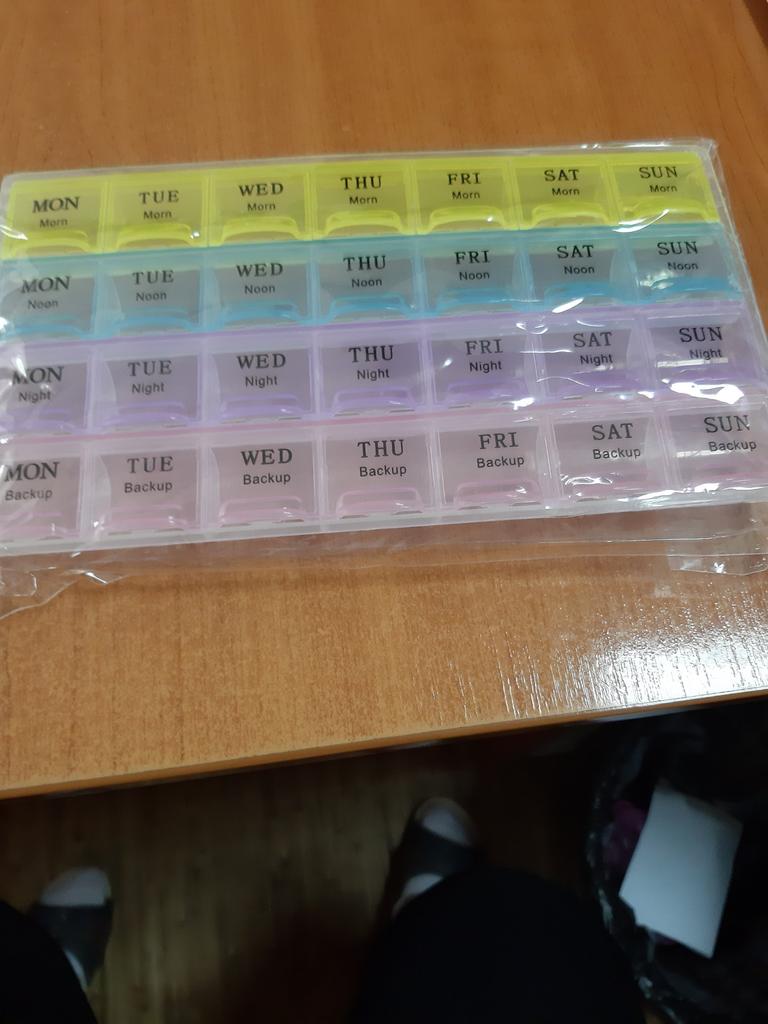 MON TUE WED THU FRI SAT SUN
Morn Morn Morn Morn Morn Morn Morn
MON TUE WED THU FRI SAT SUN
Noon Noon Noon Noon Noon Noon Noon
MON TUE WED THU FRI SAT SUN
Night Night Night Night Night Night Night
MON TUE WED THU FRI SAT SUN
Backup Backup Backup Backup Backup Backup Backup